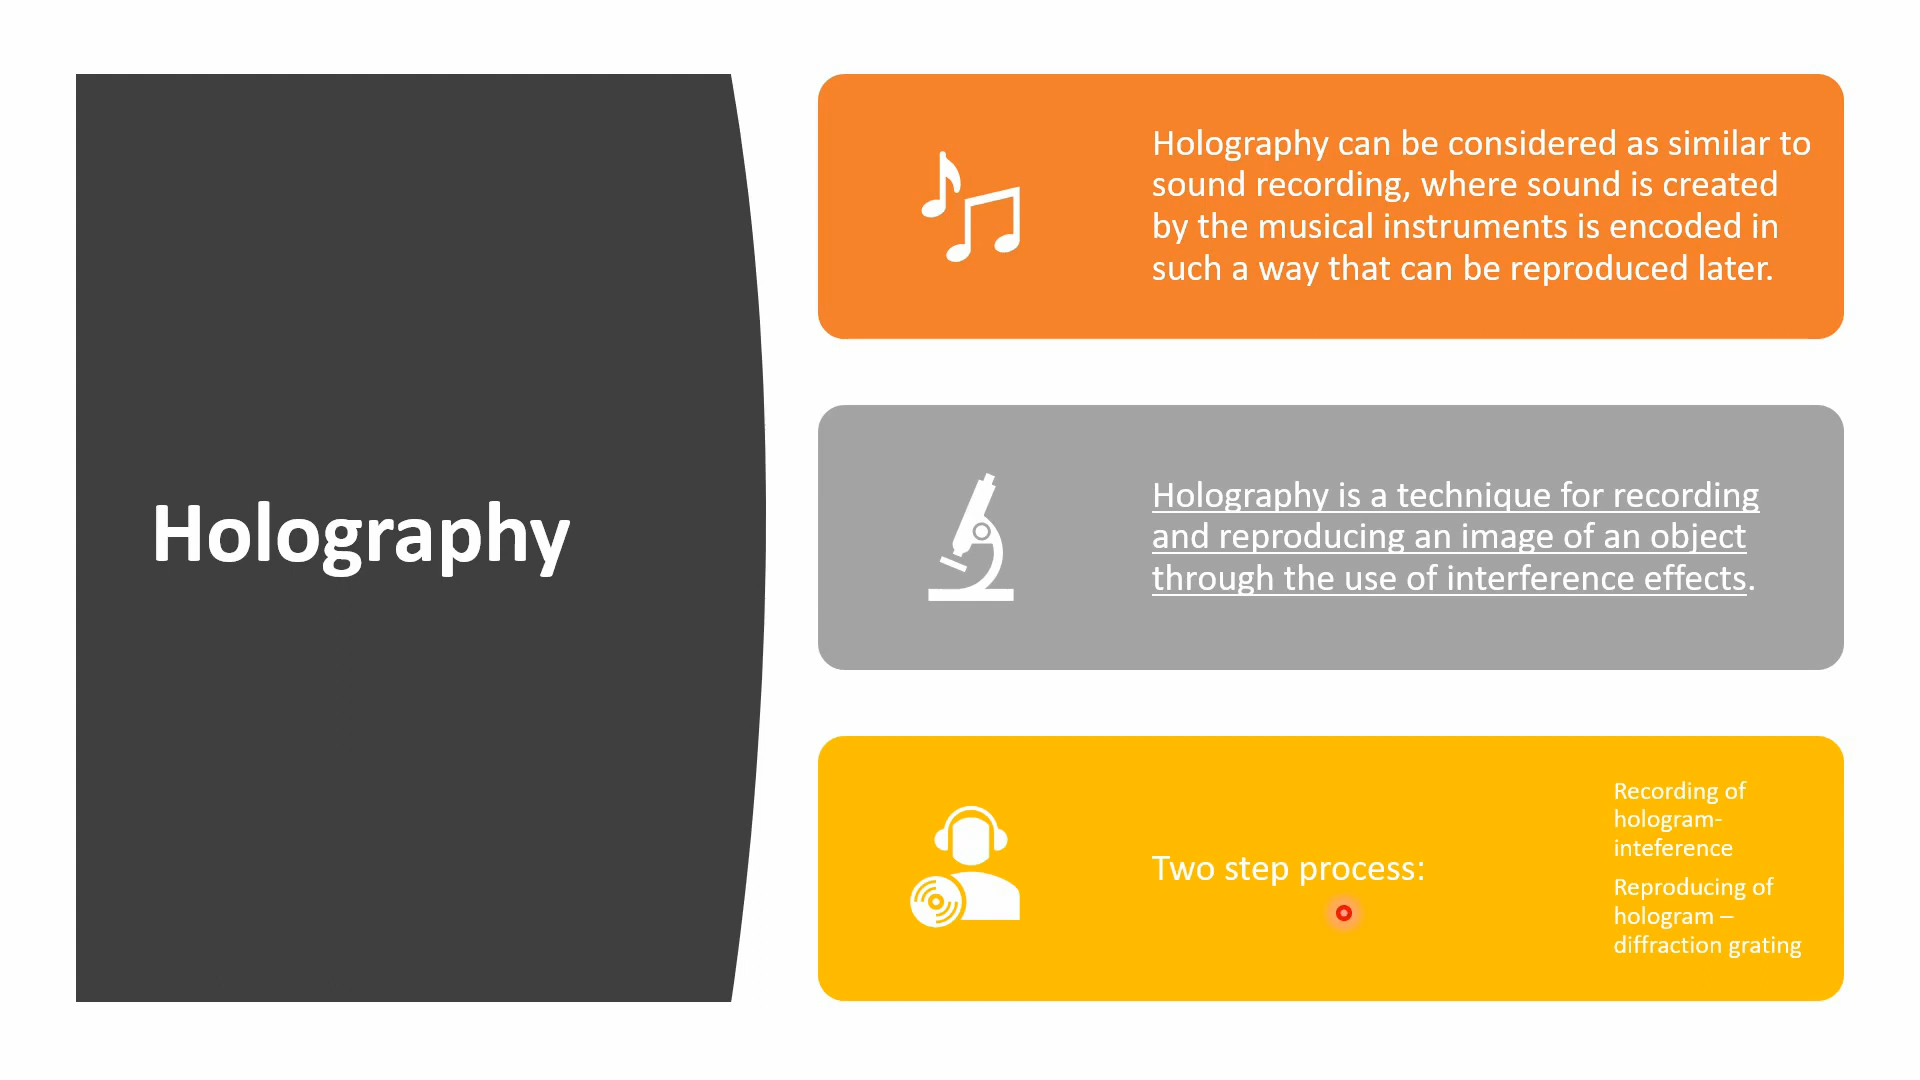 Holography
Holography can be considered as similar to
sound recording, where sound is created
by the musical instruments is encoded in
such a way that can be reproduced later.
Holography is a technique for recording
and reproducing an image of an object
through the use of interference effects.
Two step process:
Recording of
hologram-
inteference
Reproducing of
hologram –
diffraction grating